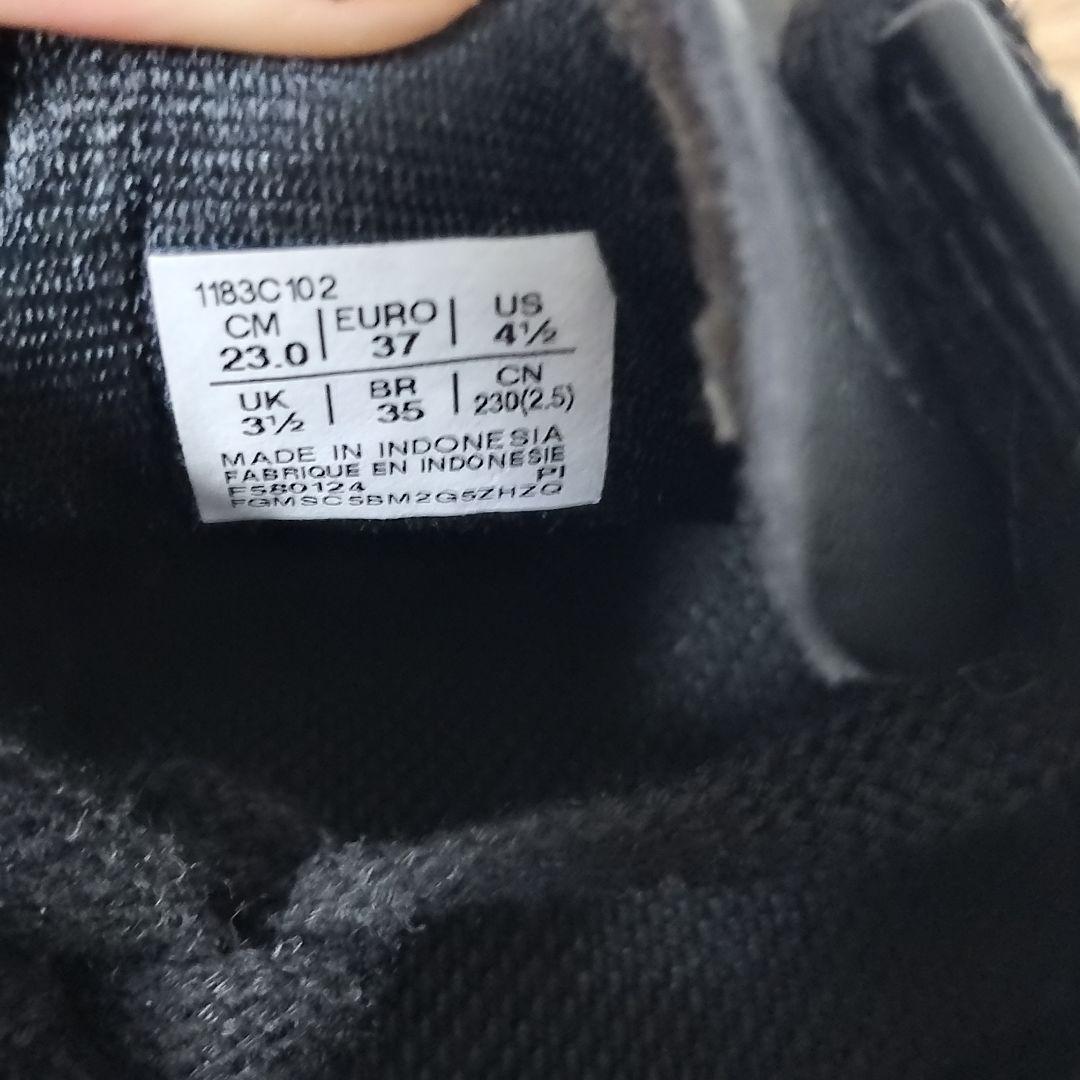 1183C102
CM | EURO | US
23.0 | 37 | 4½
UK | BR | CN
3½ | 35 | 230(2.5)
MADE IN INDONESIA
FABRIQUE EN INDONESIE
F580124 PI
FGMSC5BM2G5ZHZQ